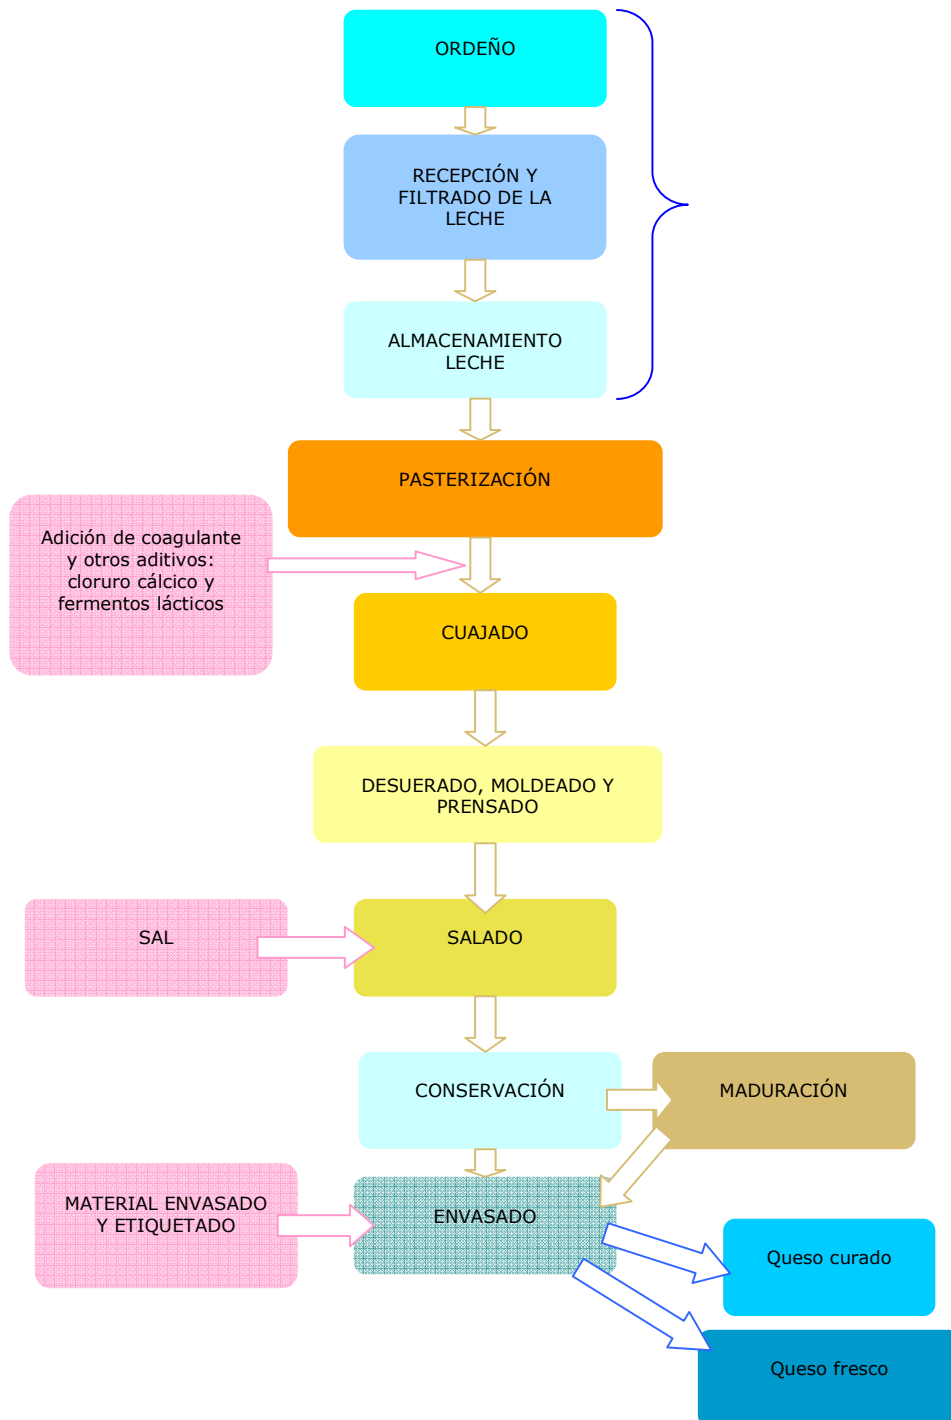 ORDEÑO
RECEPCIÓN Y
FILTRADO DE LA
LECHE
ALMACENAMIENTO
LECHE
PASTERIZACIÓN
Adición de coagulante
y otros aditivos:
cloruro cálcico y
fermentos lácticos
CUAJADO
DESUERADO, MOLDEADO Y
PRENSADO
SAL
SALADO
CONSERVACIÓN
MADURACIÓN
MATERIAL ENVASADO
Y ETIQUETADO
ENVASADO
Queso curado
Queso fresco